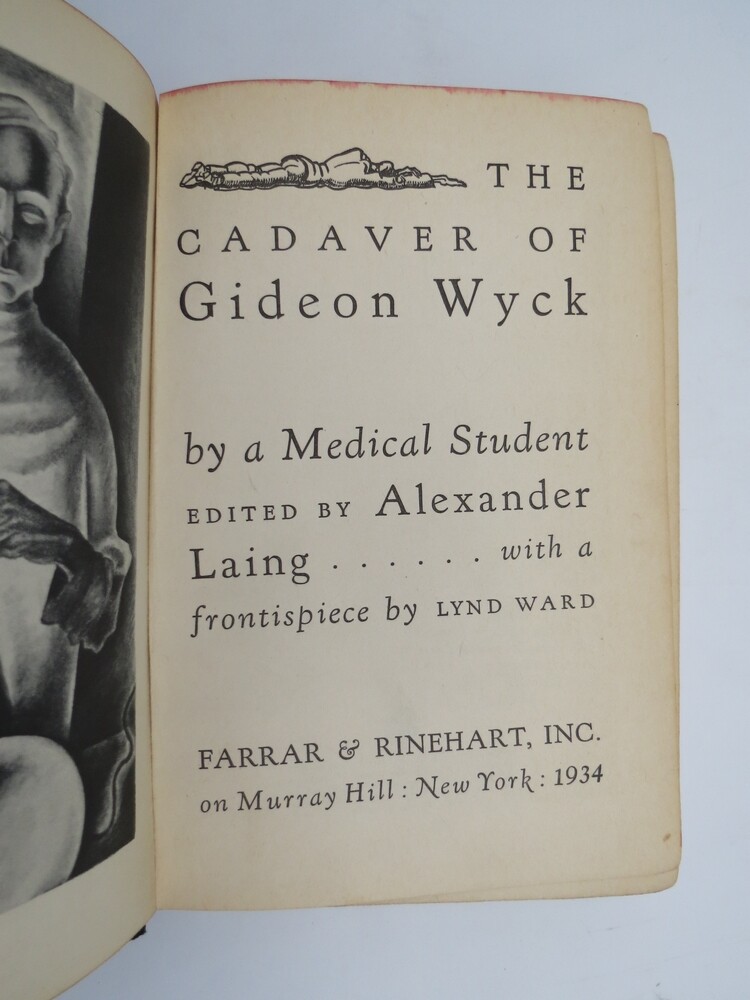 THE
CADAVER OF
Gideon Wyck
by a Medical Student
EDITED BY Alexander
Laing . . . . . . with a
frontispiece by LYND WARD
FARRAR & RINEHART, INC.
on Murray Hill : New York : 1934